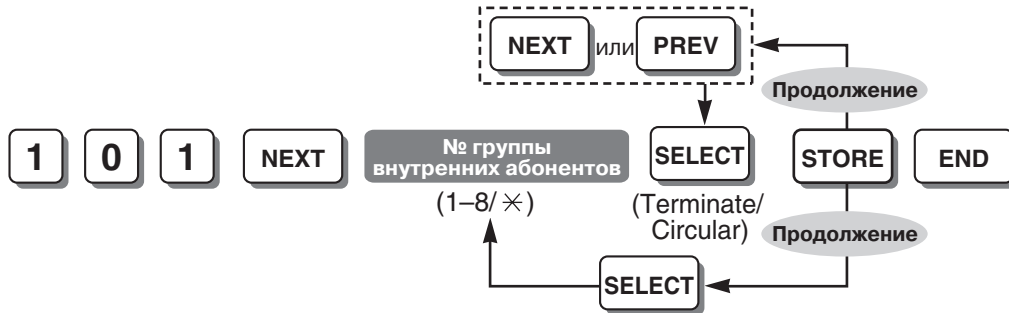 NEXT или PREV
Продолжение
1 0 1 NEXT № группы внутренних абонентов SELECT STORE END
(1–8/✳)
(Terminate/
Circular)
Продолжение
SELECT